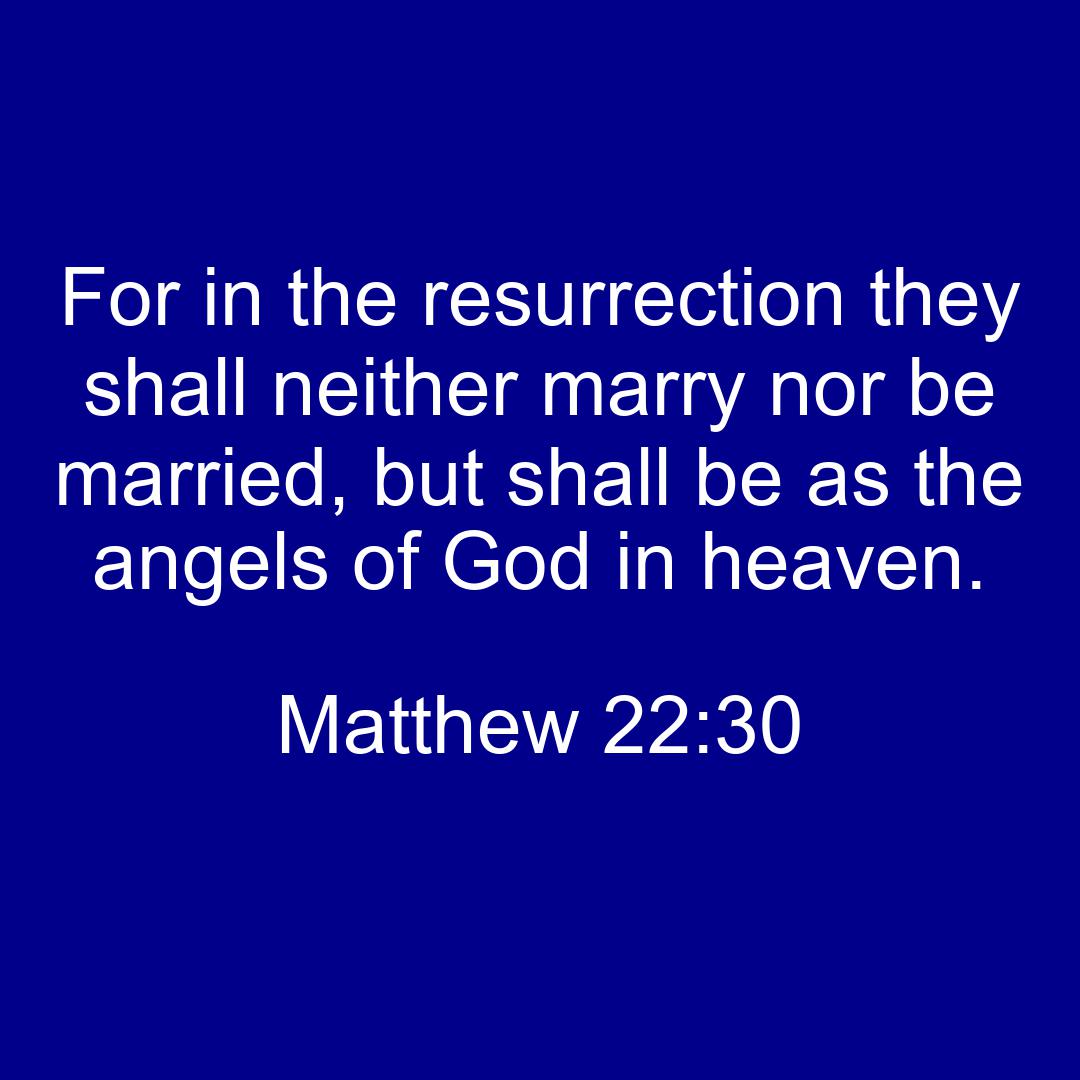 For in the resurrection they
shall neither marry nor be
married, but shall be as the
angels of God in heaven.
Matthew 22:30